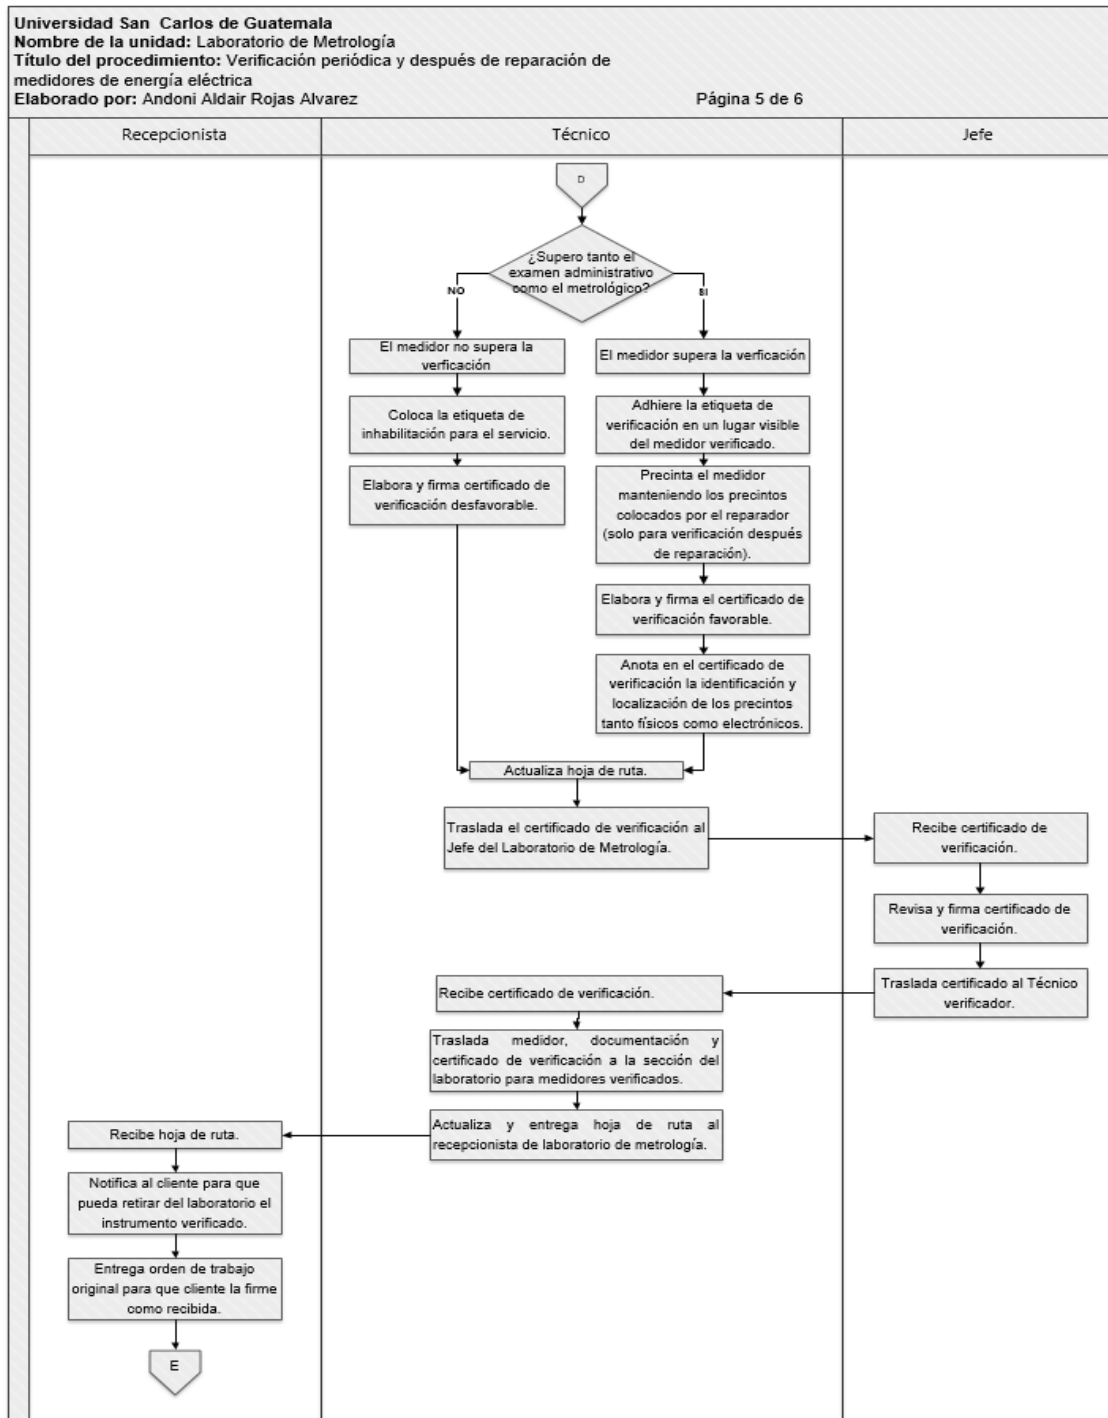 Universidad San Carlos de Guatemala
Nombre de la unidad: Laboratorio de Metrología
Título del procedimiento: Verificación periódica y después de reparación de
medidores de energía eléctrica
Elaborado por: Andoni Aldair Rojas Alvarez
Página 5 de 6
Recepcionista
Técnico
Jefe
D
¿Supero tanto el
examen administrativo
como el metrológico?
NO
SI
El medidor no supera la
verficación
El medidor supera la verficación
Coloca la etiqueta de
inhabilitación para el servicio.
Adhiere la etiqueta de
verificación en un lugar visible
del medidor verificado.
Elabora y firma certificado de
verificación desfavorable.
Precinta el medidor
manteniendo los precintos
colocados por el reparador
(solo para verificación después
de reparación).
Elabora y firma el certificado de
verificación favorable.
Anota en el certificado de
verificación la identificación y
localización de los precintos
tanto físicos como electrónicos.
Actualiza hoja de ruta.
Traslada el certificado de verificación al
Jefe del Laboratorio de Metrología.
Recibe certificado de
verificación.
Revisa y firma certificado de
verificación.
Traslada certificado al Técnico
verificador.
Recibe certificado de verificación.
Traslada medidor, documentación y
certificado de verificación a la sección del
laboratorio para medidores verificados.
Actualiza y entrega hoja de ruta al
recepcionista de laboratorio de metrología.
Recibe hoja de ruta.
Notifica al cliente para que
pueda retirar del laboratorio el
instrumento verificado.
Entrega orden de trabajo
original para que cliente la firme
como recibida.
E